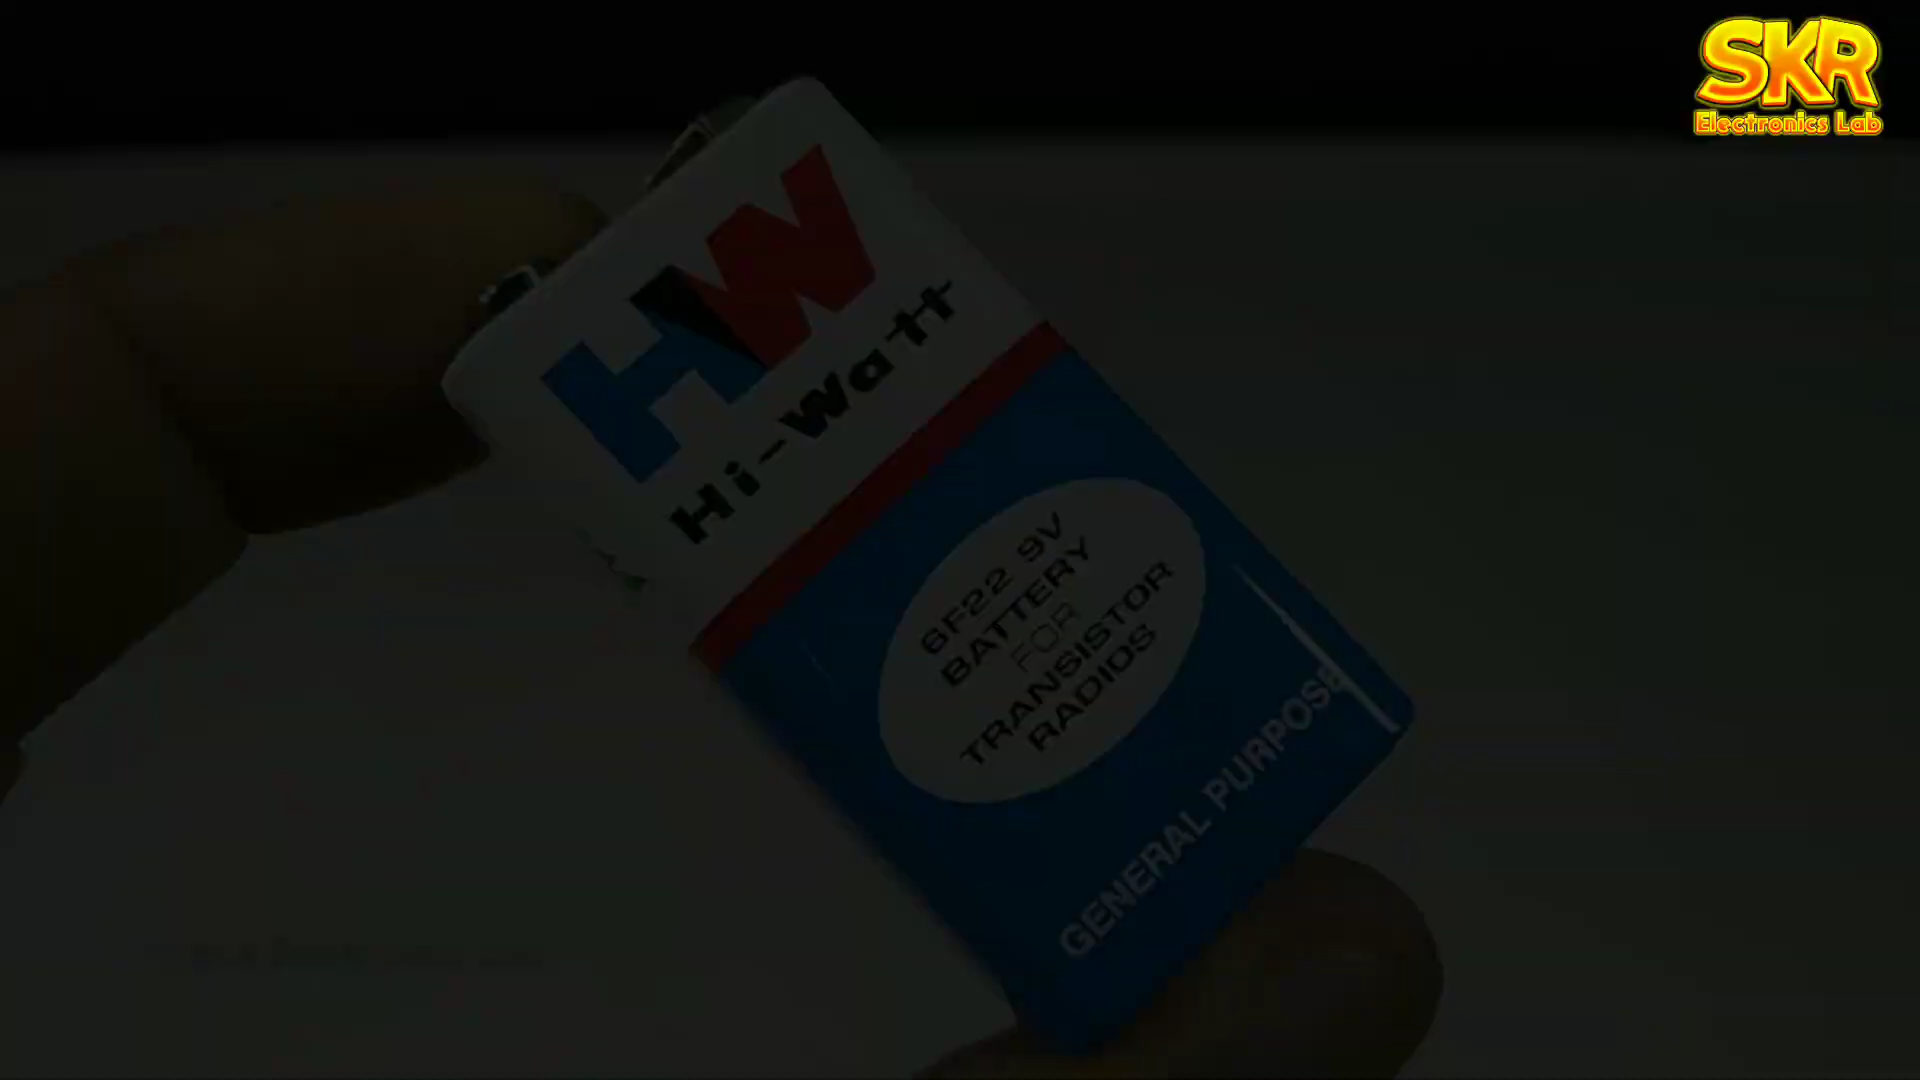 SKR
Electronics Lab
HW
Hi-Watt
6F22 9V
BATTERY
FOR
TRANSISTOR
RADIOS
GENERAL PURPOSE